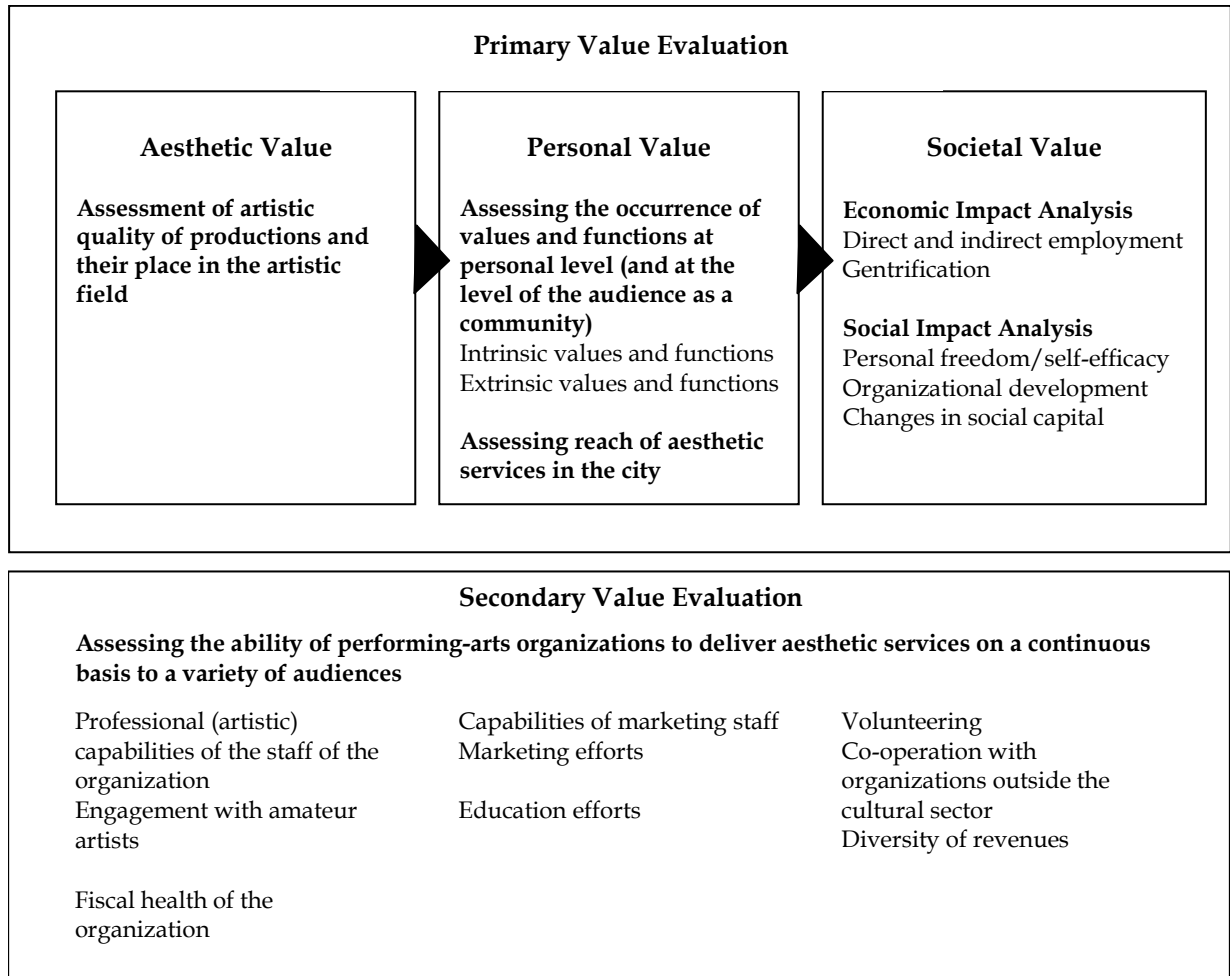 Primary Value Evaluation
Aesthetic Value
Assessment of artistic
quality of productions and
their place in the artistic
field
Personal Value
Assessing the occurrence of
values and functions at
personal level (and at the
level of the audience as a
community)
Intrinsic values and functions
Extrinsic values and functions
Assessing reach of aesthetic
services in the city
Societal Value
Economic Impact Analysis
Direct and indirect employment
Gentrification
Social Impact Analysis
Personal freedom/self-efficacy
Organizational development
Changes in social capital
Secondary Value Evaluation
Assessing the ability of performing-arts organizations to deliver aesthetic services on a continuous
basis to a variety of audiences
Professional (artistic)
capabilities of the staff of the
organization
Engagement with amateur
artists
Fiscal health of the
organization
Capabilities of marketing staff
Marketing efforts
Education efforts
Volunteering
Co-operation with
organizations outside the
cultural sector
Diversity of revenues